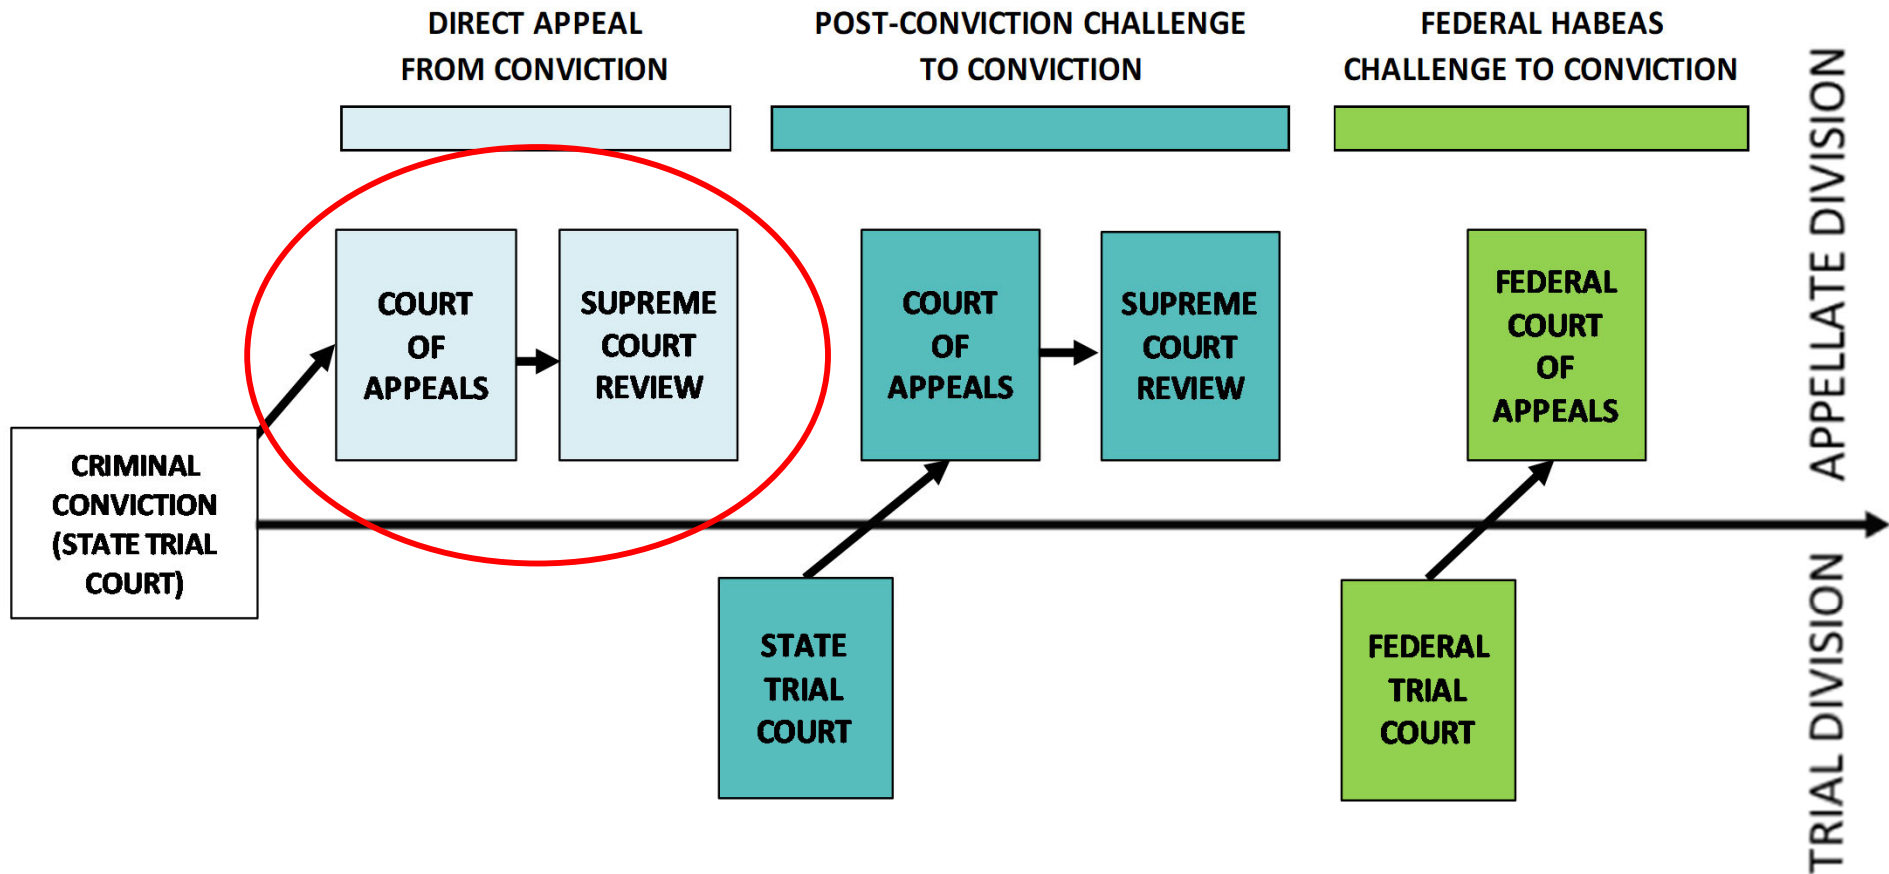 DIRECT APPEAL
FROM CONVICTION
POST-CONVICTION CHALLENGE
TO CONVICTION
FEDERAL HABEAS
CHALLENGE TO CONVICTION
CRIMINAL
CONVICTION
(STATE TRIAL
COURT)
COURT
OF
APPEALS
SUPREME
COURT
REVIEW
STATE
TRIAL
COURT
COURT
OF
APPEALS
SUPREME
COURT
REVIEW
FEDERAL
TRIAL
COURT
FEDERAL
COURT
OF
APPEALS
APPELLATE DIVISION
TRIAL DIVISION